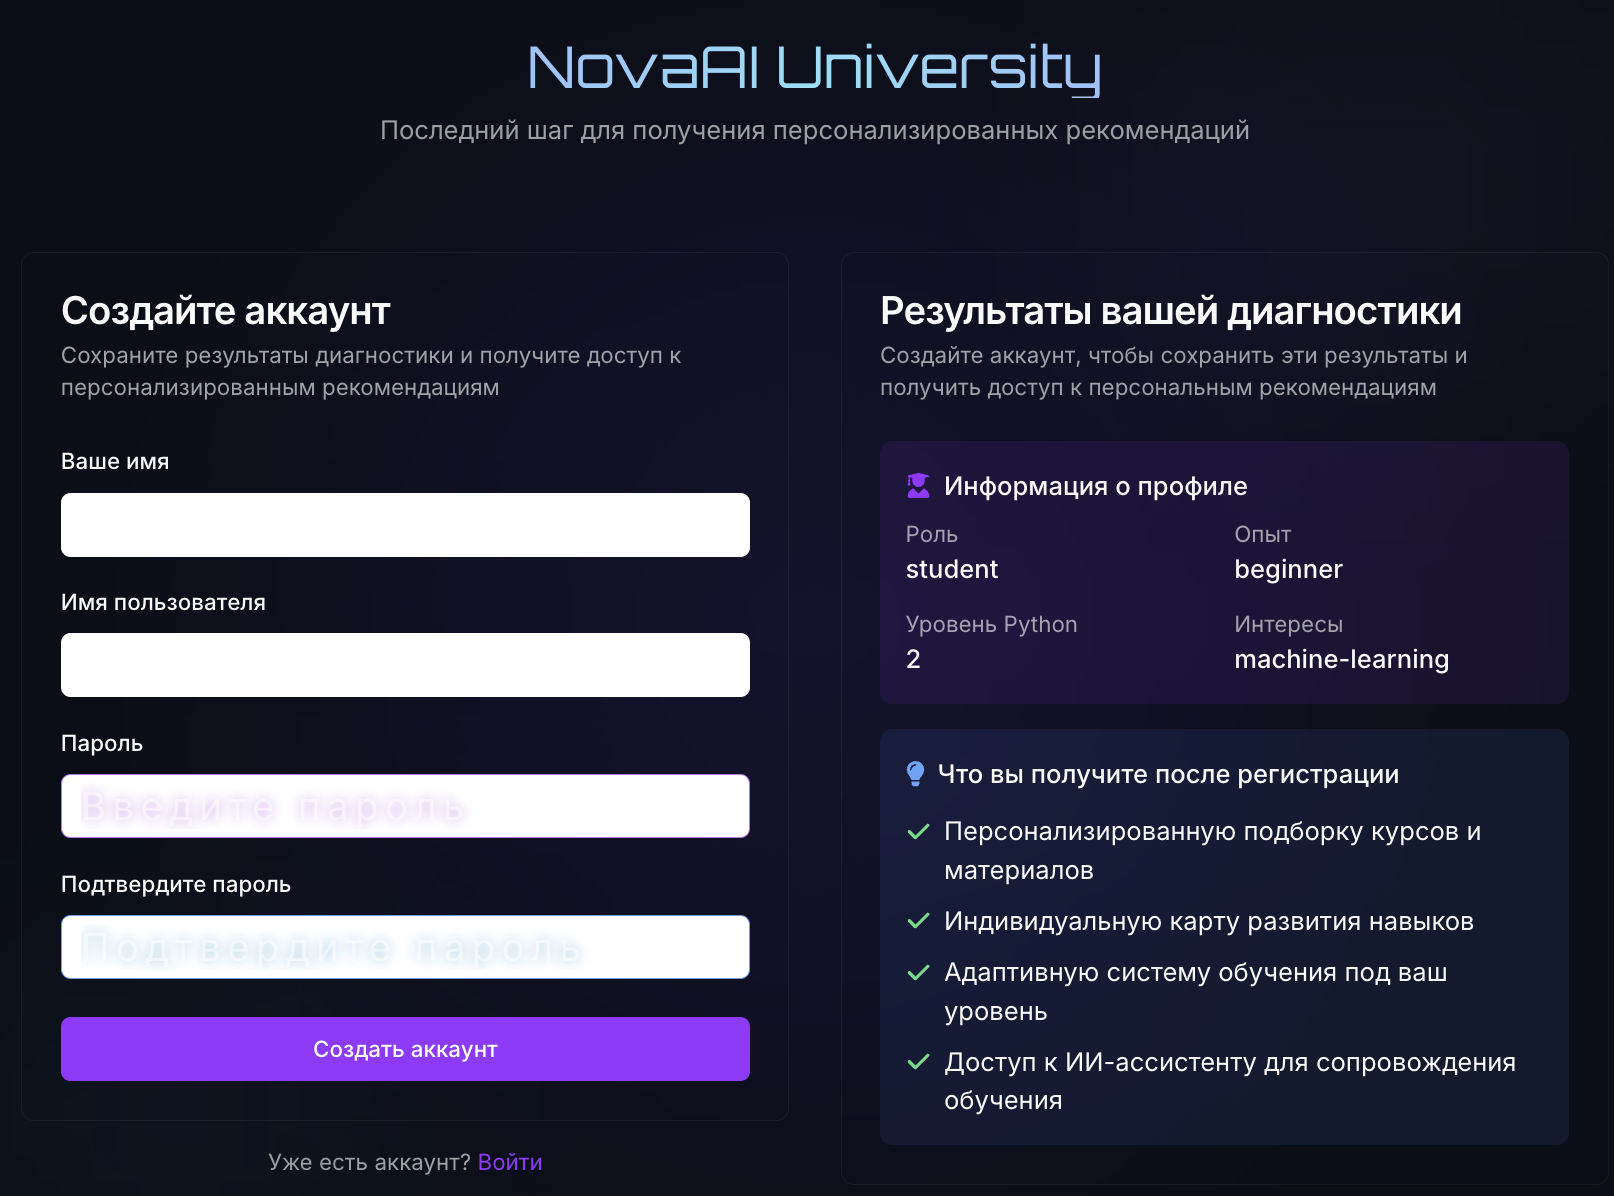 NovaAI University
Последний шаг для получения персонализированных рекомендаций
Создайте аккаунт
Сохраните результаты диагностики и получите доступ к
персонализированным рекомендациям
Ваше имя
Имя пользователя
Пароль
Введите пароль
Подтвердите пароль
Подтвердите пароль
Создать аккаунт
Уже есть аккаунт? Войти
Результаты вашей диагностики
Создайте аккаунт, чтобы сохранить эти результаты и
получить доступ к персональным рекомендациям
Информация о профиле
Роль
student
Опыт
beginner
Уровень Python
2
Интересы
machine-learning
Что вы получите после регистрации
Персонализированную подборку курсов и
материалов
Индивидуальную карту развития навыков
Адаптивную систему обучения под ваш
уровень
Доступ к ИИ-ассистенту для сопровождения
обучения